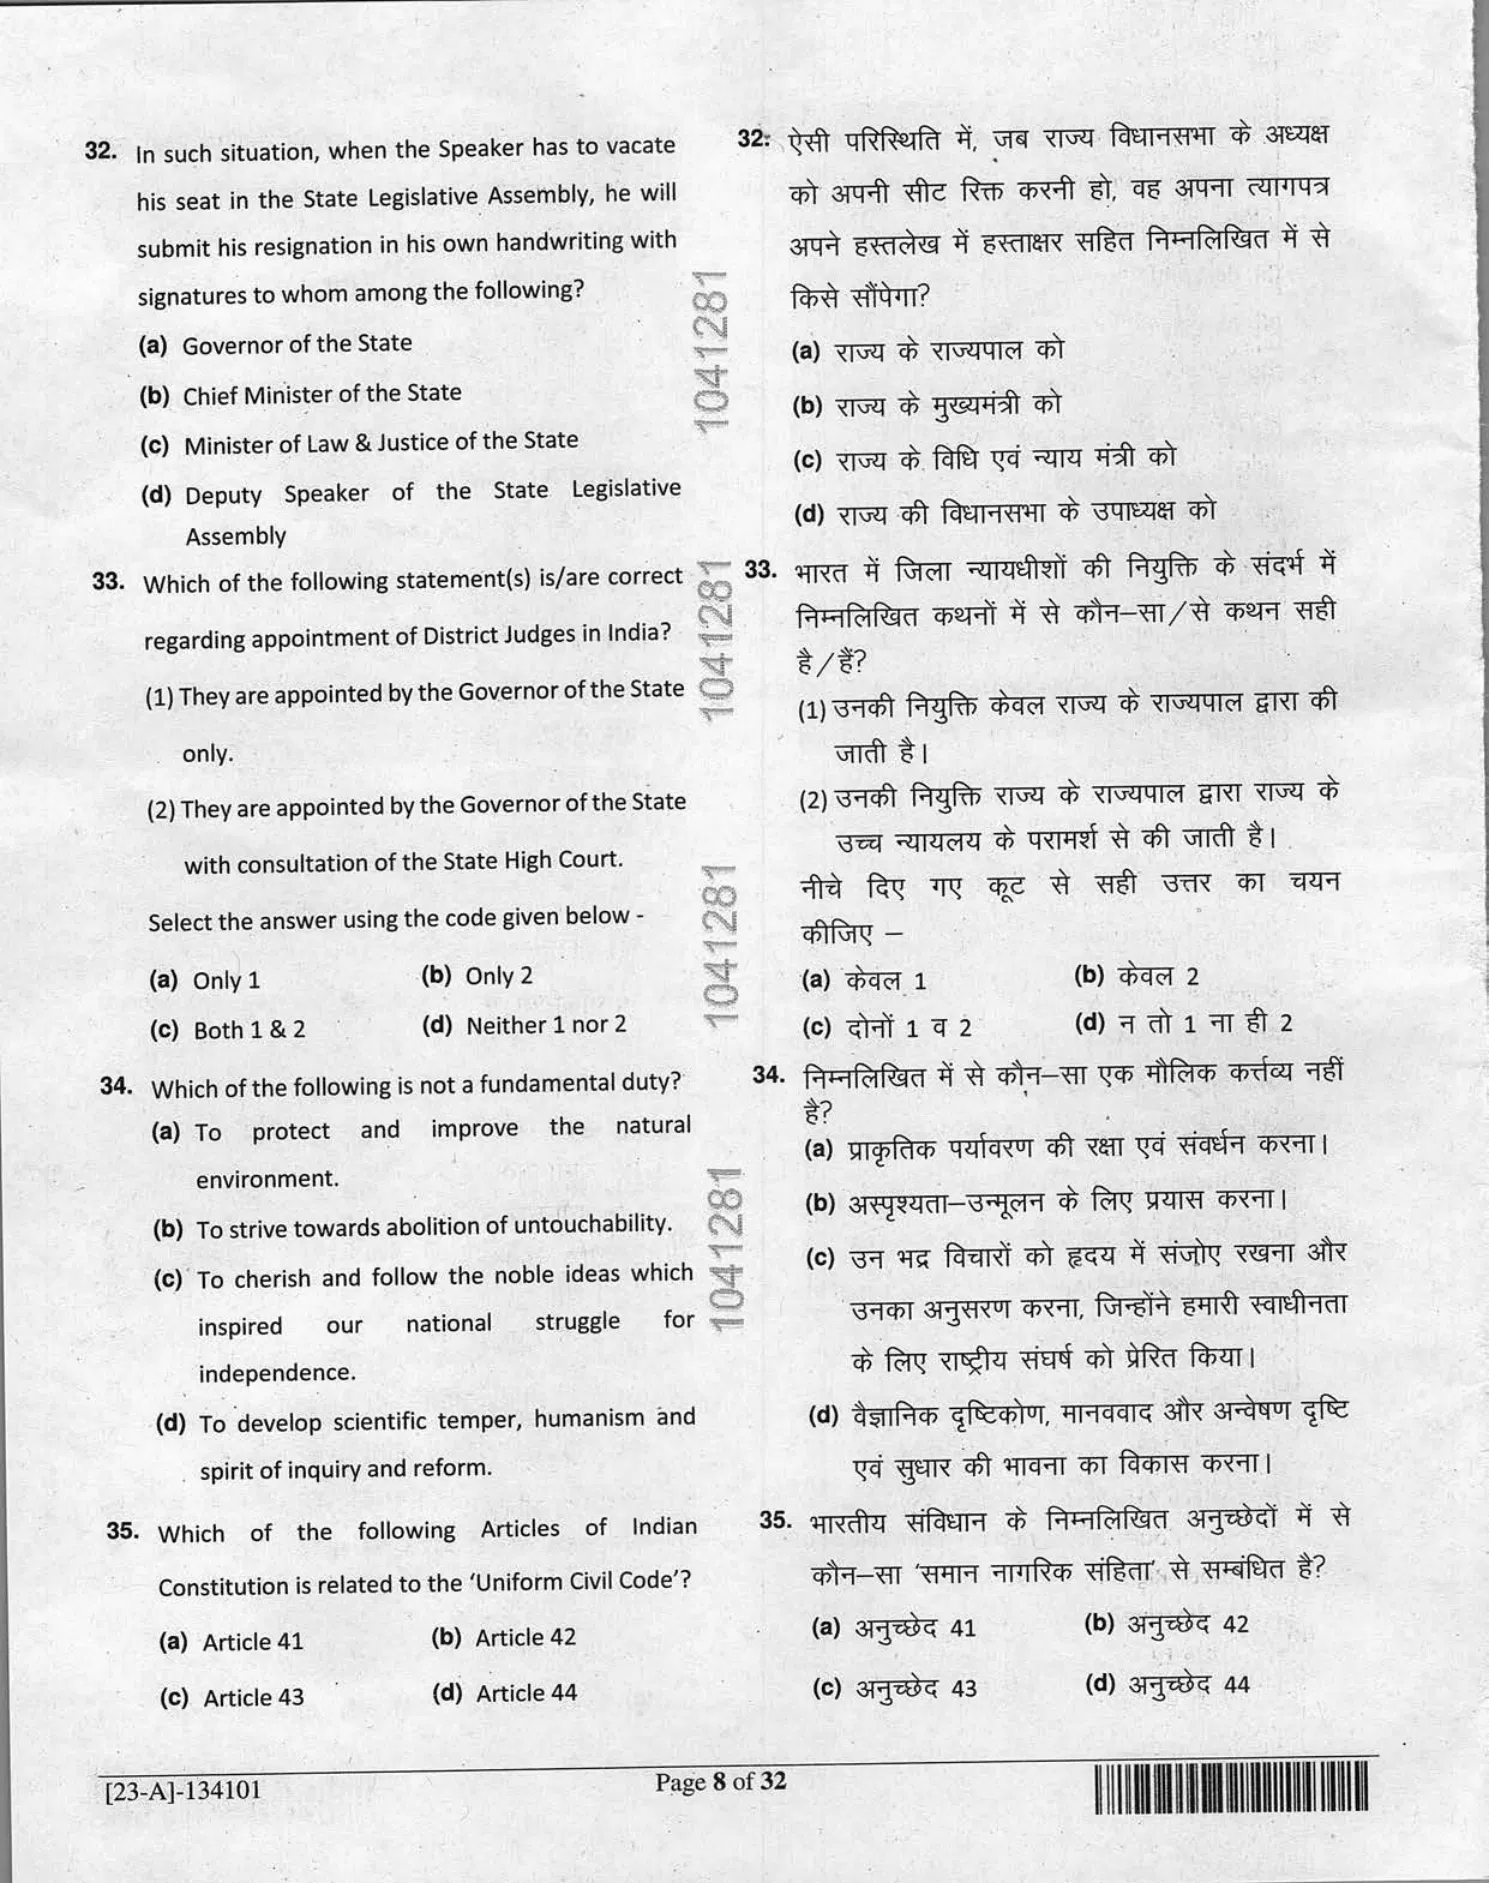 32. In such situation, when the Speaker has to vacate
his seat in the State Legislative Assembly, he will
submit his resignation in his own handwriting with
signatures to whom among the following?
(a) Governor of the State
(b) Chief Minister of the State
(c) Minister of Law & Justice of the State
(d) Deputy Speaker of the State Legislative
Assembly
33. Which of the following statement(s) is/are correct
regarding appointment of District Judges in India?
(1) They are appointed by the Governor of the State
only.
(2) They are appointed by the Governor of the State
with consultation of the State High Court.
Select the answer using the code given below -
(a) Only 1 (b) Only 2
(c) Both 1 & 2 (d) Neither 1 nor 2
34. Which of the following is not a fundamental duty?
(a) To protect and improve the natural
environment.
(b) To strive towards abolition of untouchability.
(c) To cherish and follow the noble ideas which
inspired our national struggle for
independence.
(d) To develop scientific temper, humanism and
spirit of inquiry and reform.
35. Which of the following Articles of Indian
Constitution is related to the ‘Uniform Civil Code’?
(a) Article 41 (b) Article 42
(c) Article 43 (d) Article 44
1041281
1041281
1041281
1041281
32. ऐसी परिस्थिति में, जब राज्य विधानसभा के अध्यक्ष
को अपनी सीट रिक्त करनी हो, वह अपना त्यागपत्र
अपने हस्तलेख में हस्ताक्षर सहित निम्नलिखित में से
किसे सौंपेगा?
(a) राज्य के राज्यपाल को
(b) राज्य के मुख्यमंत्री को
(c) राज्य के विधि एवं न्याय मंत्री को
(d) राज्य की विधानसभा के उपाध्यक्ष को
33. भारत में जिला न्यायधीशों की नियुक्ति के संदर्भ में
निम्नलिखित कथनों में से कौन–सा/से कथन सही
है/हैं?
(1) उनकी नियुक्ति केवल राज्य के राज्यपाल द्वारा की
जाती है।
(2) उनकी नियुक्ति राज्य के राज्यपाल द्वारा राज्य के
उच्च न्यायलय के परामर्श से की जाती है।
नीचे दिए गए कूट से सही उत्तर का चयन
कीजिए –
(a) केवल 1 (b) केवल 2
(c) दोनों 1 व 2 (d) न तो 1 ना ही 2
34. निम्नलिखित में से कौन–सा एक मौलिक कर्त्तव्य नहीं
है?
(a) प्राकृतिक पर्यावरण की रक्षा एवं संवर्धन करना।
(b) अस्पृश्यता–उन्मूलन के लिए प्रयास करना।
(c) उन भद्र विचारों को हृदय में संजोए रखना और
उनका अनुसरण करना, जिन्होंने हमारी स्वाधीनता
के लिए राष्ट्रीय संघर्ष को प्रेरित किया।
(d) वैज्ञानिक दृष्टिकोण, मानववाद और अन्वेषण दृष्टि
एवं सुधार की भावना का विकास करना।
35. भारतीय संविधान के निम्नलिखित अनुच्छेदों में से
कौन–सा ‘समान नागरिक संहिता’ से सम्बंधित है?
(a) अनुच्छेद 41 (b) अनुच्छेद 42
(c) अनुच्छेद 43 (d) अनुच्छेद 44
[23-A]-134101 Page 8 of 32